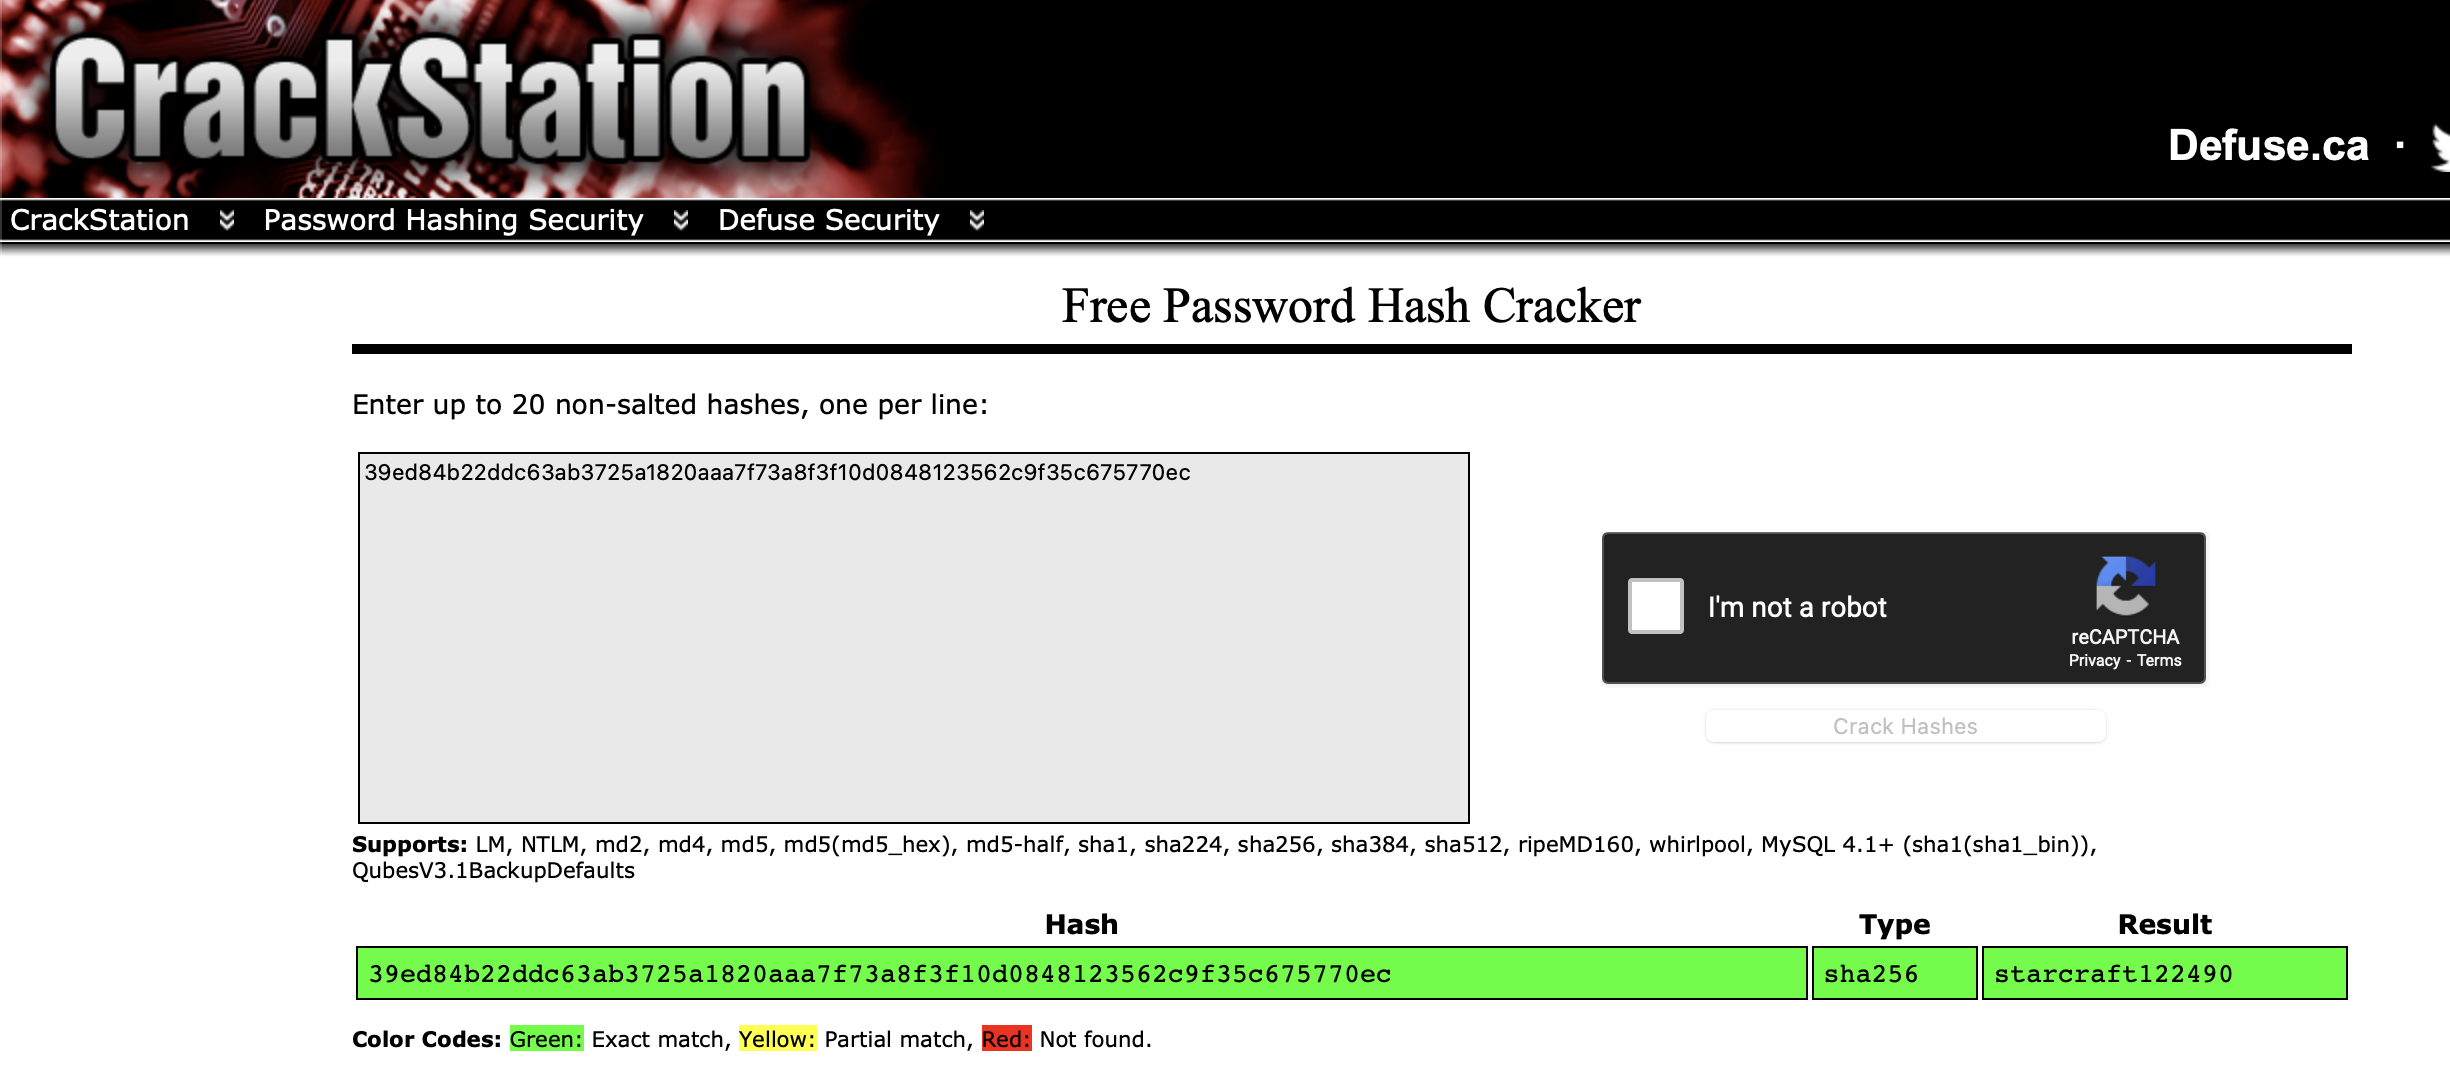 CrackStation
Defuse.ca ·
CrackStation Password Hashing Security Defuse Security
Free Password Hash Cracker
Enter up to 20 non-salted hashes, one per line:
39ed84b22ddc63ab3725a1820aaa7f73a8f3f10d0848123562c9f35c675770ec
I'm not a robot
reCAPTCHA
Privacy - Terms
Crack Hashes
Supports: LM, NTLM, md2, md4, md5, md5(md5_hex), md5-half, sha1, sha224, sha256, sha384, sha512, ripeMD160, whirlpool, MySQL 4.1+ (sha1(sha1_bin)),
QubesV3.1BackupDefaults
Hash Type Result
39ed84b22ddc63ab3725a1820aaa7f73a8f3f10d0848123562c9f35c675770ec sha256 starcraft122490
Color Codes: Green: Exact match, Yellow: Partial match, Red: Not found.